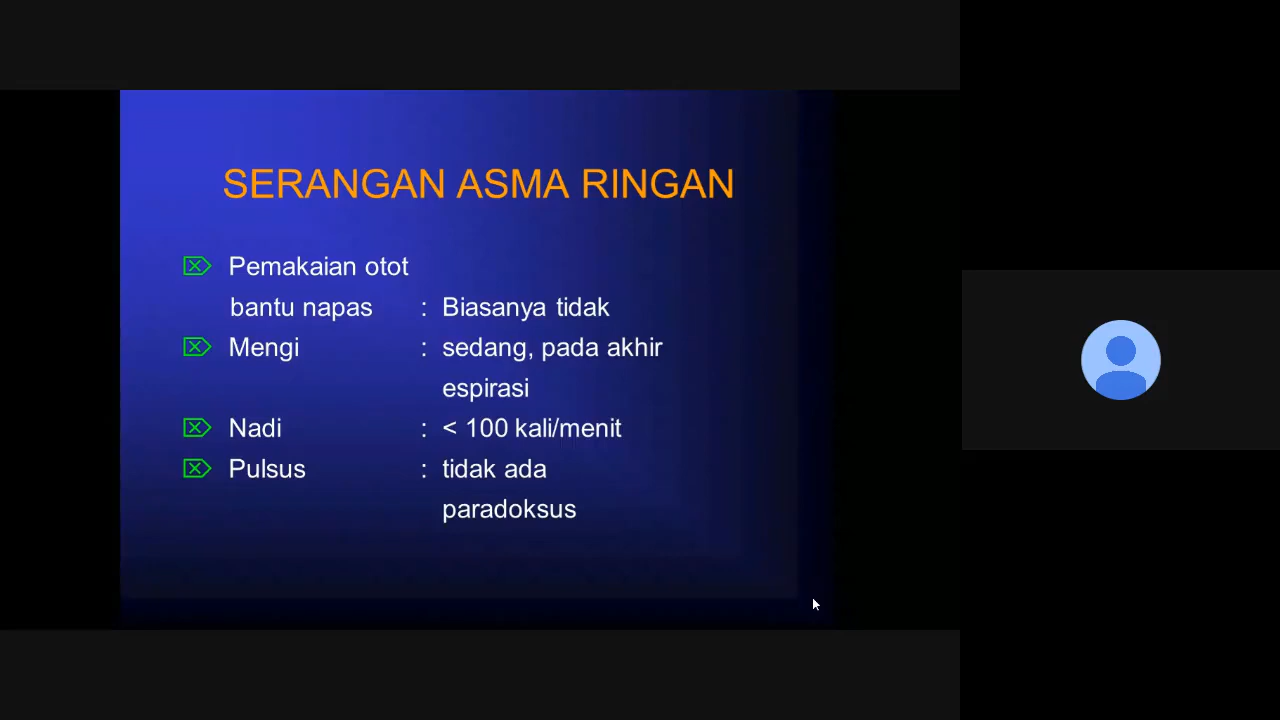 SERANGAN ASMA RINGAN
Pemakaian otot
bantu napas : Biasanya tidak
Mengi : sedang, pada akhir
espirasi
Nadi : < 100 kali/menit
Pulsus : tidak ada
paradoksus